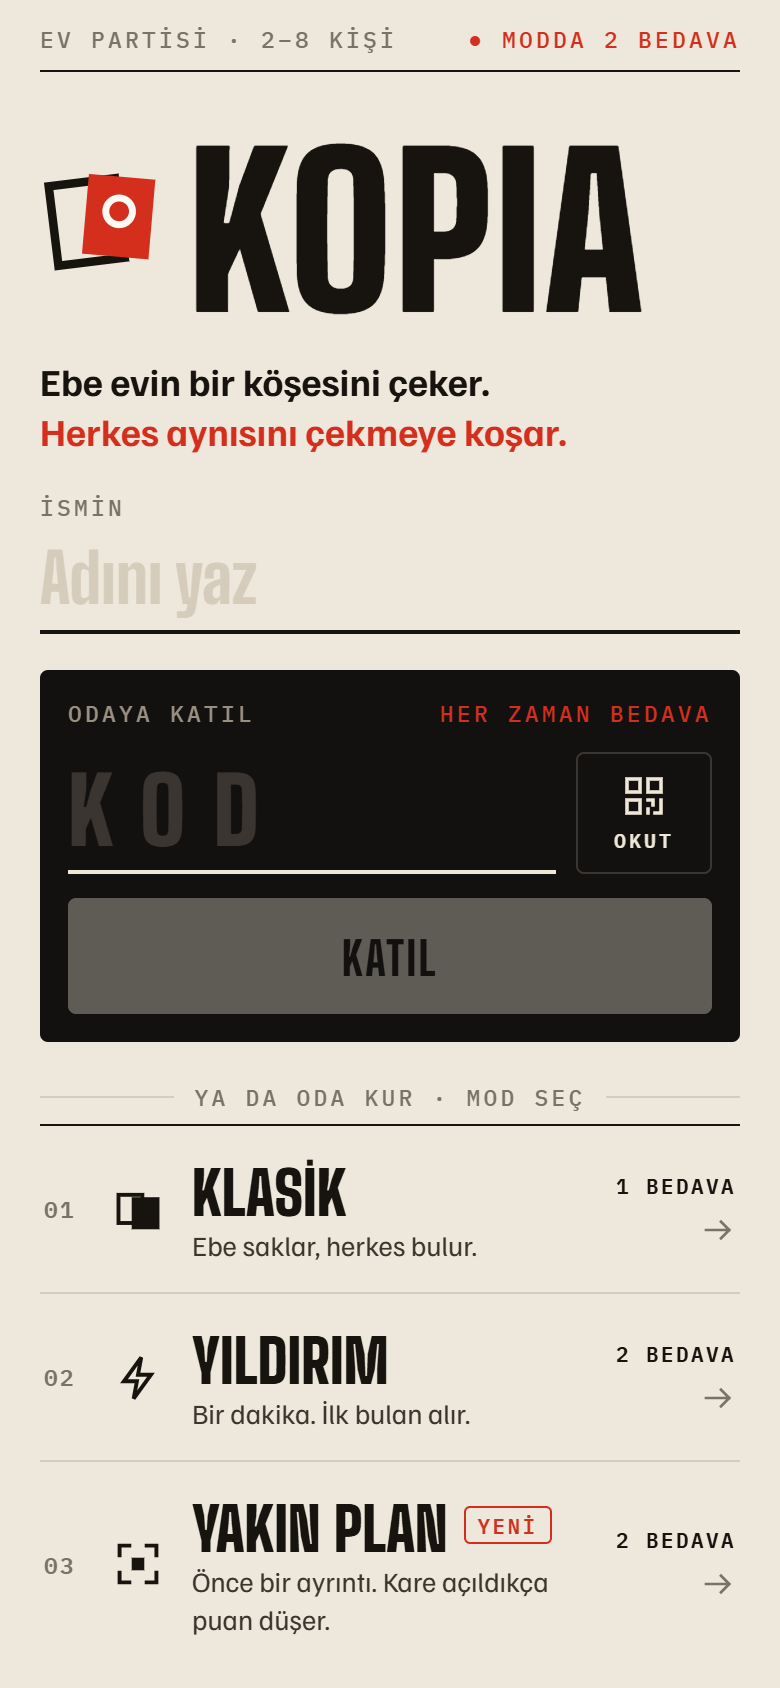 EV PARTİSİ · 2–8 KİŞİ
● MODDA 2 BEDAVA
KOPIA
Ebe evin bir köşesini çeker.
Herkes aynısını çekmeye koşar.
İSMİN
Adını yaz
ODAYA KATIL
HER ZAMAN BEDAVA
KOD
OKUT
KATIL
YA DA ODA KUR · MOD SEÇ
01
KLASİK
1 BEDAVA
Ebe saklar, herkes bulur.
02
YILDIRIM
2 BEDAVA
Bir dakika. İlk bulan alır.
03
YAKIN PLAN
YENİ
2 BEDAVA
Önce bir ayrıntı. Kare açıldıkça
puan düşer.